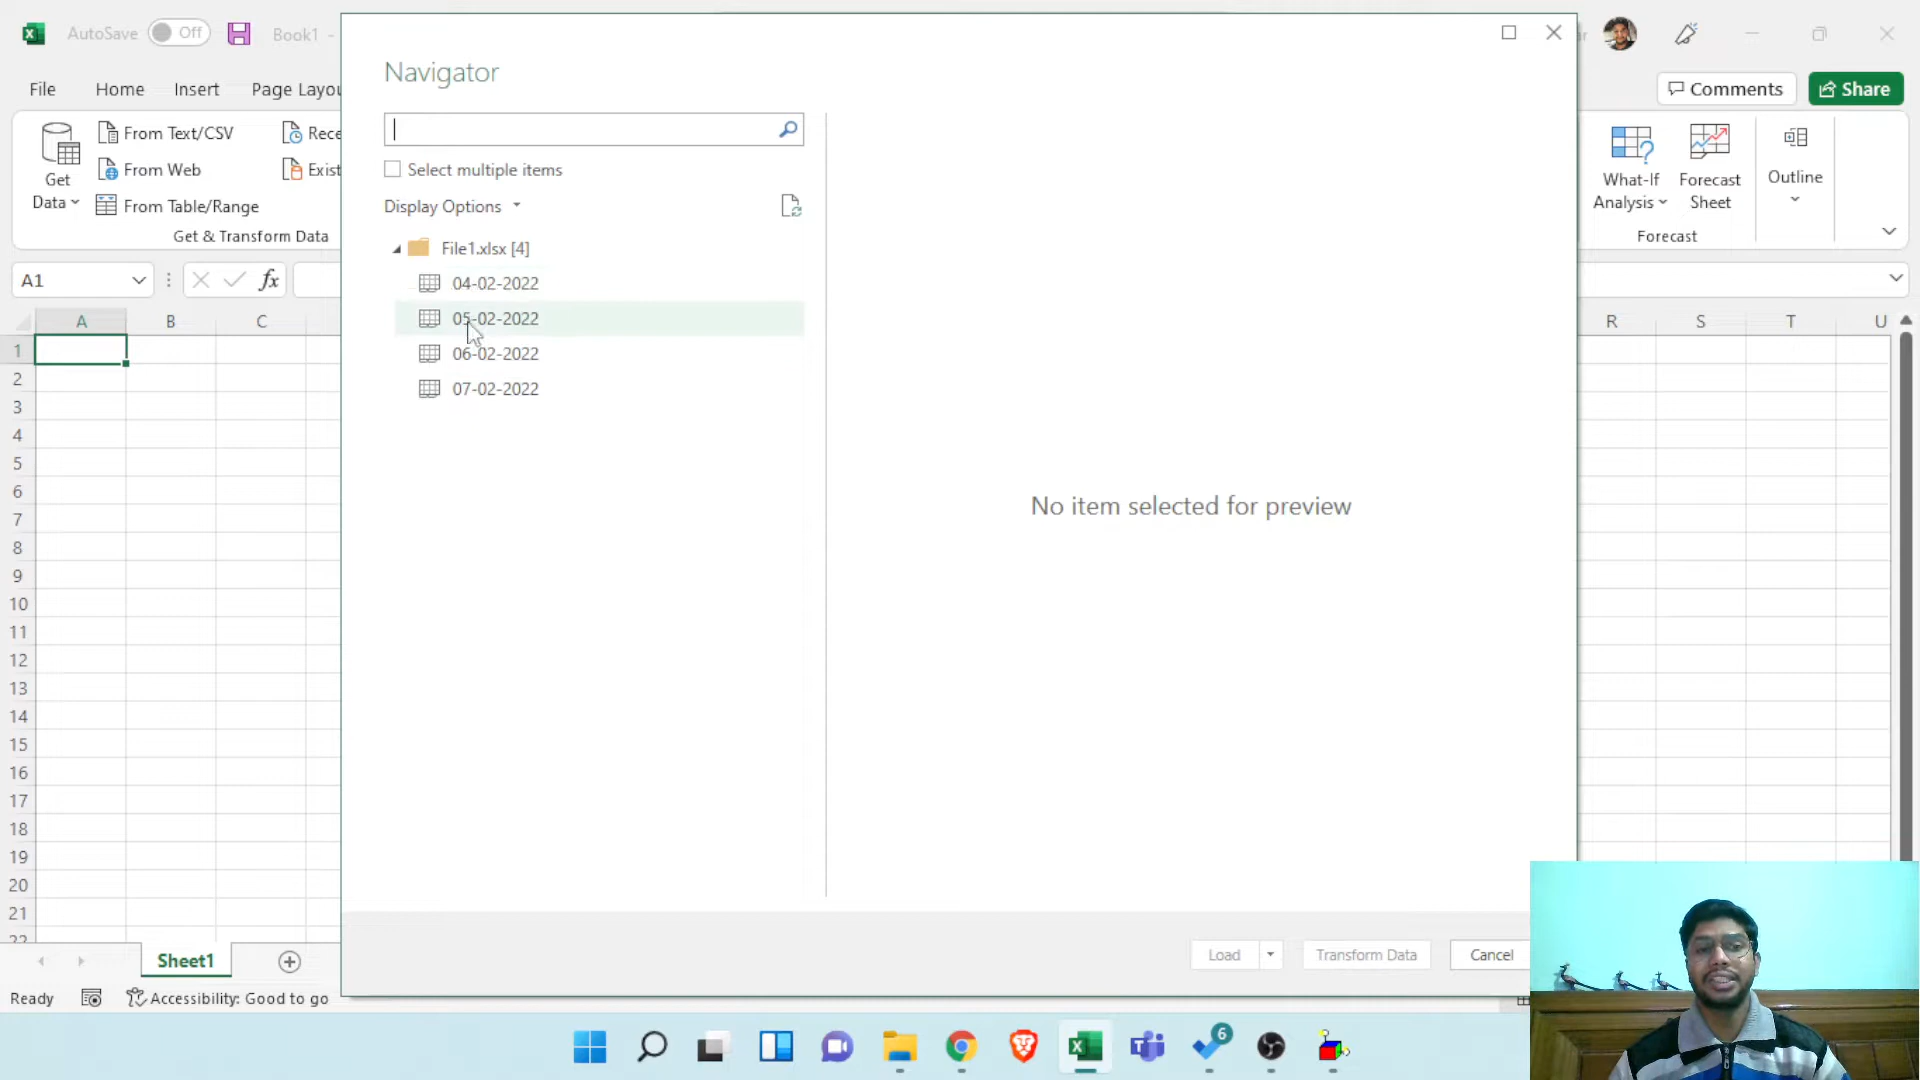 AutoSave Off Book1 -
File Home Insert Page Layou
Comments Share
From Text/CSV Rece
From Web Exist
From Table/Range
Get
Data
Get & Transform Data
What-If
Analysis
Forecast
Sheet
Outline
Forecast
A1 fx
A B C R S T U
1
2
3
4
5
6
7
8
9
10
11
12
13
14
15
16
17
18
19
20
21
22
Navigator
Select multiple items
Display Options
File1.xlsx [4]
04-02-2022
05-02-2022
06-02-2022
07-02-2022
No item selected for preview
Load Transform Data Cancel
Sheet1
Ready Accessibility: Good to go
6